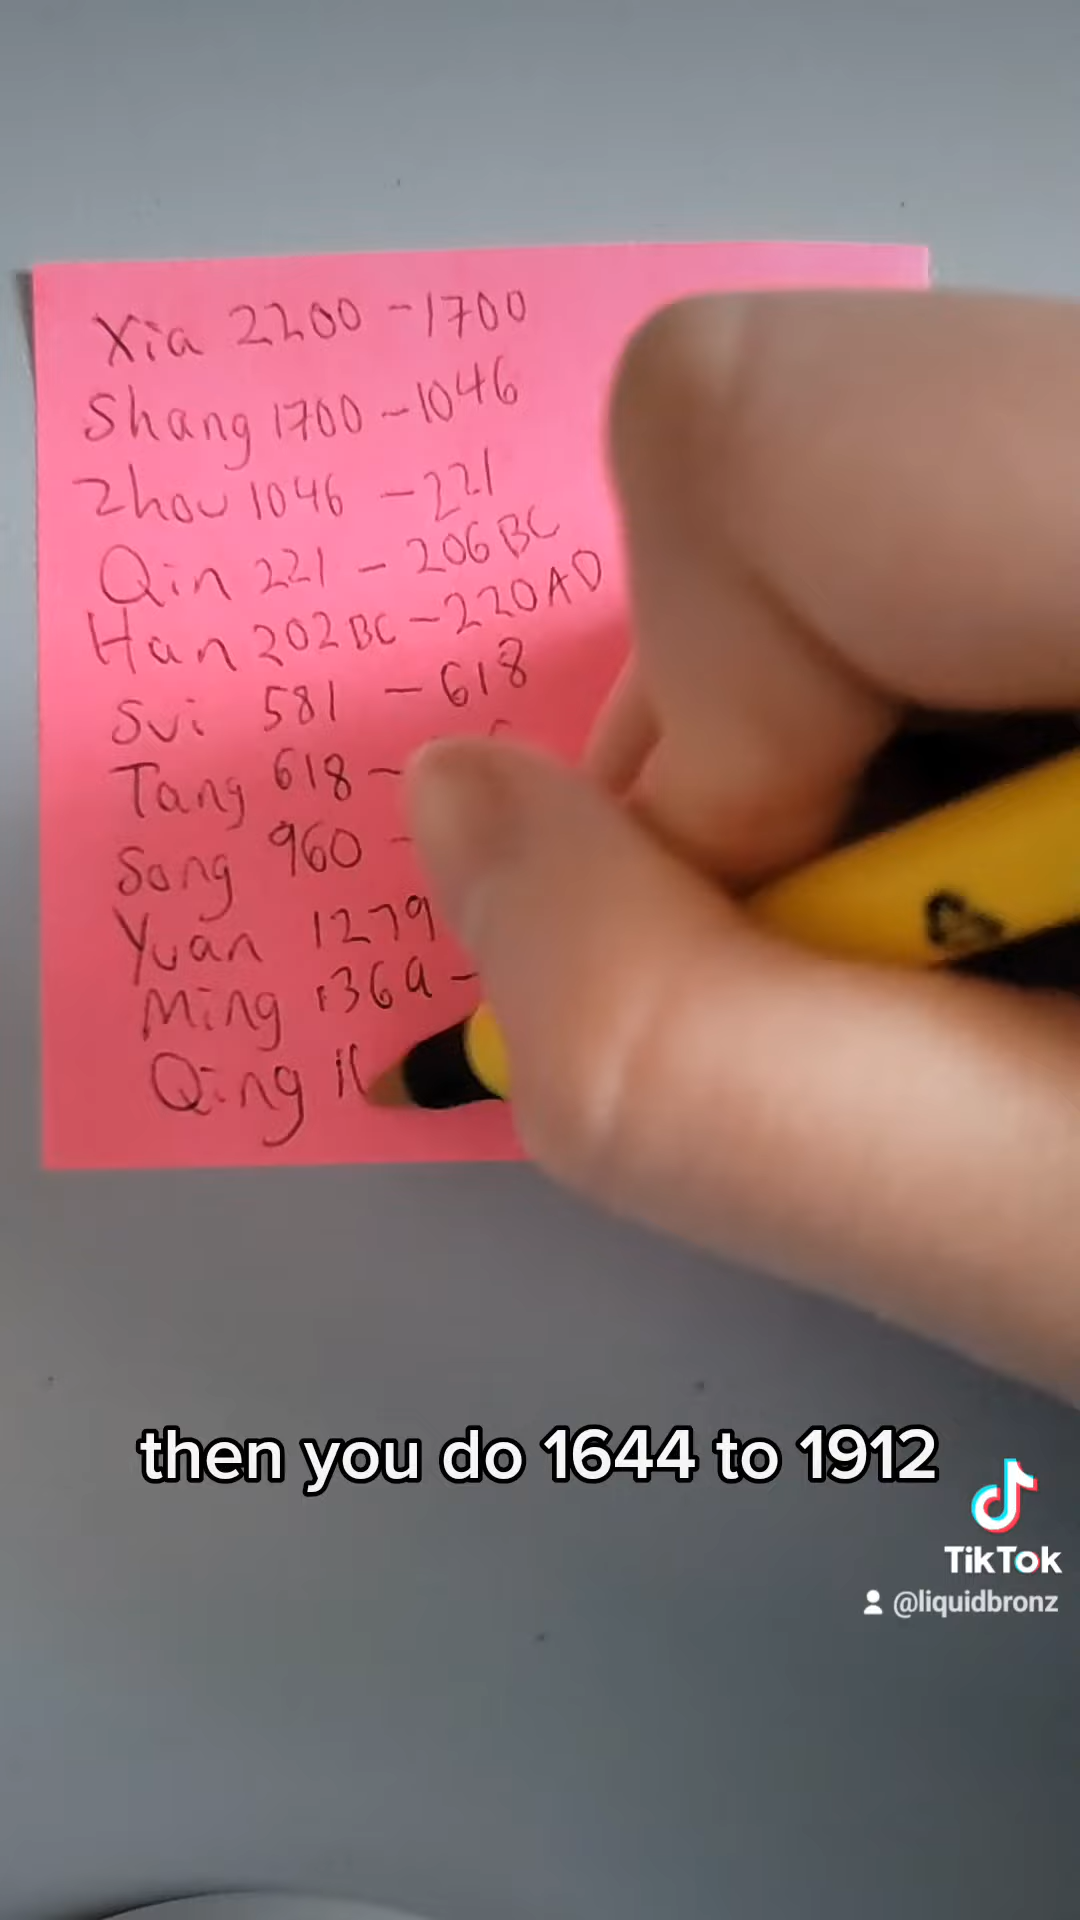 Xia 2200 - 1700
Shang 1700 - 1046
Zhou 1046 - 221
Qin 221 - 206 BC
Han 202 BC - 220 AD
Sui 581 - 618
Tang 618 -
Song 960 -
Yuan 1279
Ming 1369 -
Qing
then you do 1644 to 1912
TikTok
@liquidbronz